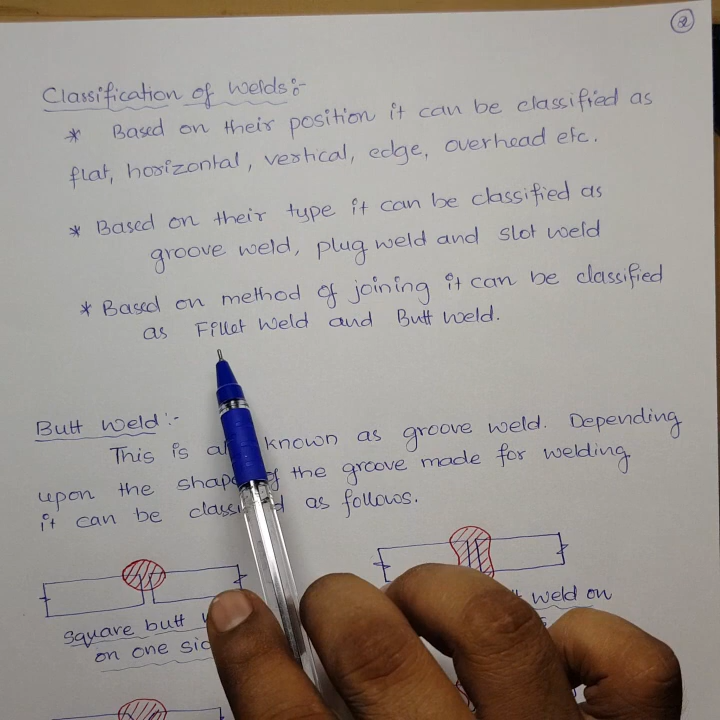 2
Classification of welds:-
* Based on their position it can be classified as
flat, horizontal, vertical, edge, overhead etc.
* Based on their type it can be classified as
groove weld, plug weld and slot weld
* Based on method of joining it can be classified
as Fillet weld and Butt weld.
Butt weld:-
This is known as groove weld. Depending
upon the the groove made for welding
it can be as follows.
square butt
on one
weld on